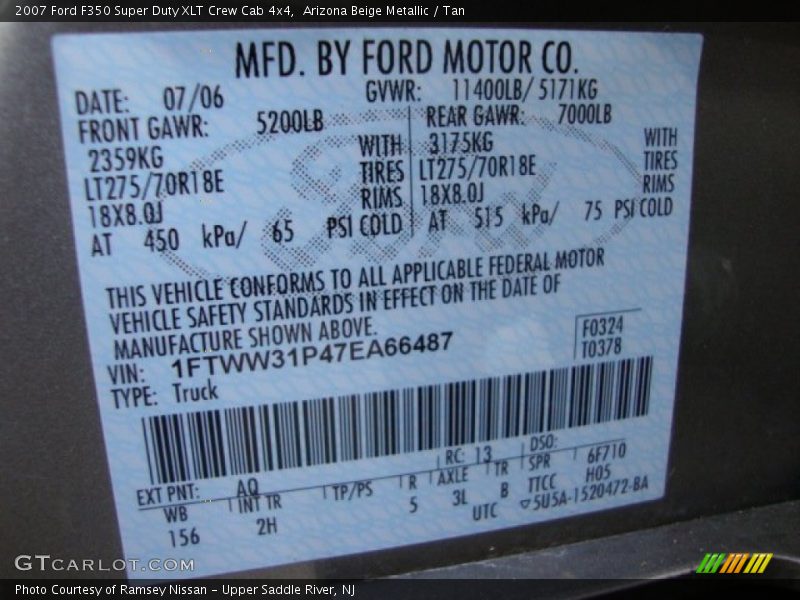 2007 Ford F350 Super Duty XLT Crew Cab 4x4,  Arizona Beige Metallic / Tan
MFD. BY FORD MOTOR CO.
DATE: 07/06 GVWR: 11400LB/ 5171KG
FRONT GAWR: 5200LB REAR GAWR: 7000LB
2359KG WITH 3175KG WITH
LT275/70R18E TIRES LT275/70R18E TIRES
18X8.0J RIMS 18X8.0J RIMS
AT 450 kPa/ 65 PSI COLD AT 515 kPa/ 75 PSI COLD
THIS VEHICLE CONFORMS TO ALL APPLICABLE FEDERAL MOTOR
VEHICLE SAFETY STANDARDS IN EFFECT ON THE DATE OF
MANUFACTURE SHOWN ABOVE.
VIN: 1FTWW31P47EA66487 F0324
TYPE: Truck T0378
EXT PNT: AQ RC: 13 DSO:
WB INT TR TP/PS R AXLE TR SPR 6F710
156 2H 5 3L B TTCC H05
UTC 5U5A-1520472-BA
GTCARLOT.COM
Photo Courtesy of Ramsey Nissan – Upper Saddle River, NJ